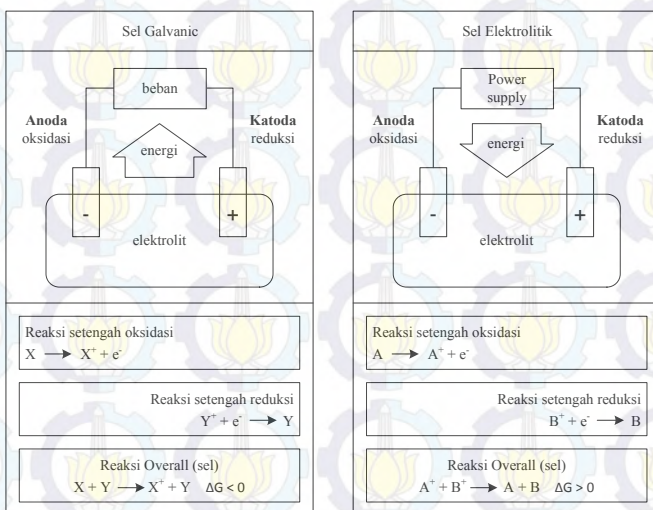 Sel Galvanic
beban
Anoda
oksidasi
Katoda
reduksi
energi
-
+
elektrolit
Reaksi setengah oksidasi
X → X⁺ + e⁻
Reaksi setengah reduksi
Y⁺ + e⁻ → Y
Reaksi Overall (sel)
X + Y → X⁺ + Y ΔG < 0
Sel Elektrolitik
Power
supply
Anoda
oksidasi
Katoda
reduksi
energi
-
+
elektrolit
Reaksi setengah oksidasi
A → A⁺ + e⁻
Reaksi setengah reduksi
B⁺ + e⁻ → B
Reaksi Overall (sel)
A⁺ + B⁺ → A + B ΔG > 0